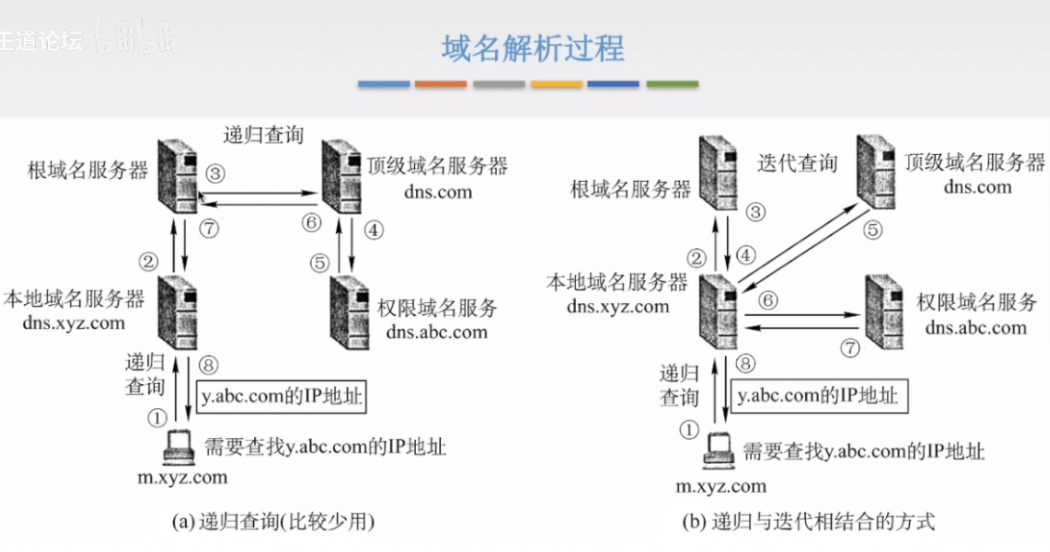 王道论坛
域名解析过程
递归查询
根域名服务器
③
顶级域名服务器
dns.com
⑦
⑥
④
②
⑤
本地域名服务器
dns.xyz.com
权限域名服务
dns.abc.com
递归
查询
⑧
y.abc.com的IP地址
①
需要查找y.abc.com的IP地址
m.xyz.com
(a) 递归查询(比较少用)
迭代查询
根域名服务器
顶级域名服务器
dns.com
③
②
④
⑤
本地域名服务器
dns.xyz.com
⑥
权限域名服务
dns.abc.com
⑦
递归
查询
⑧
y.abc.com的IP地址
①
需要查找y.abc.com的IP地址
m.xyz.com
(b) 递归与迭代相结合的方式